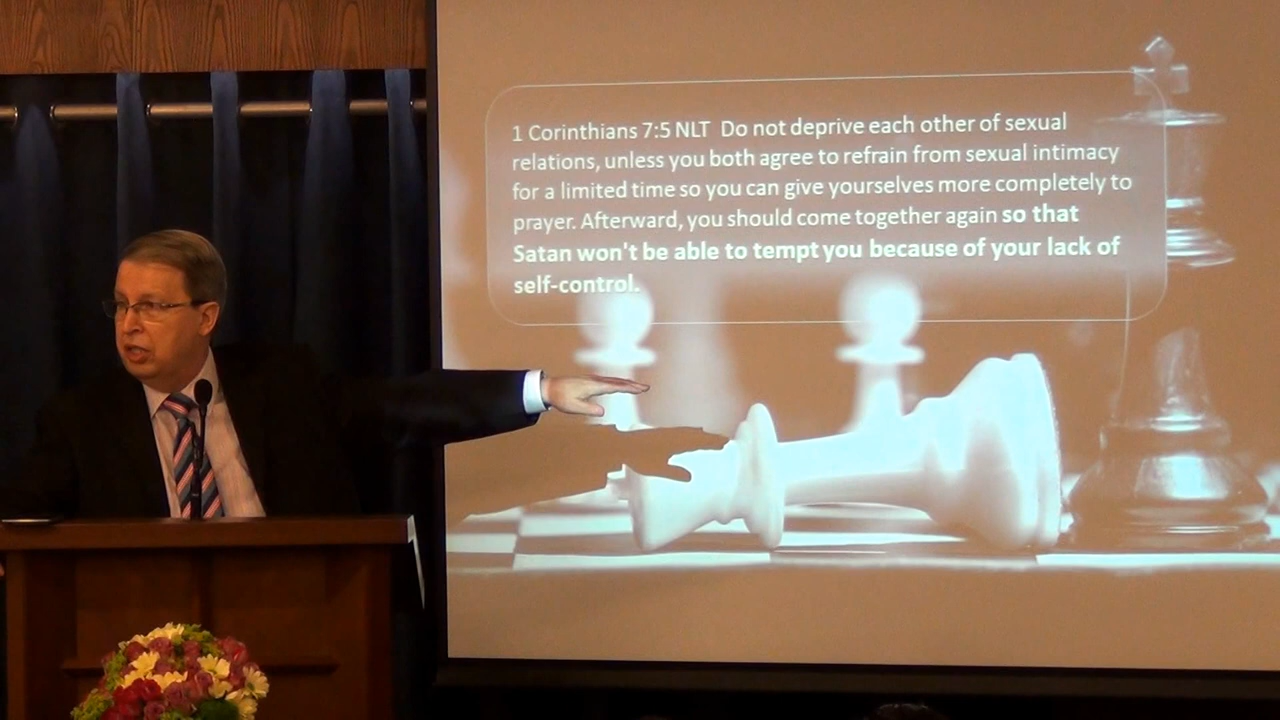 1 Corinthians 7:5 NLT Do not deprive each other of sexual
relations, unless you both agree to refrain from sexual intimacy
for a limited time so you can give yourselves more completely to
prayer. Afterward, you should come together again so that
Satan won't be able to tempt you because of your lack of
self-control.